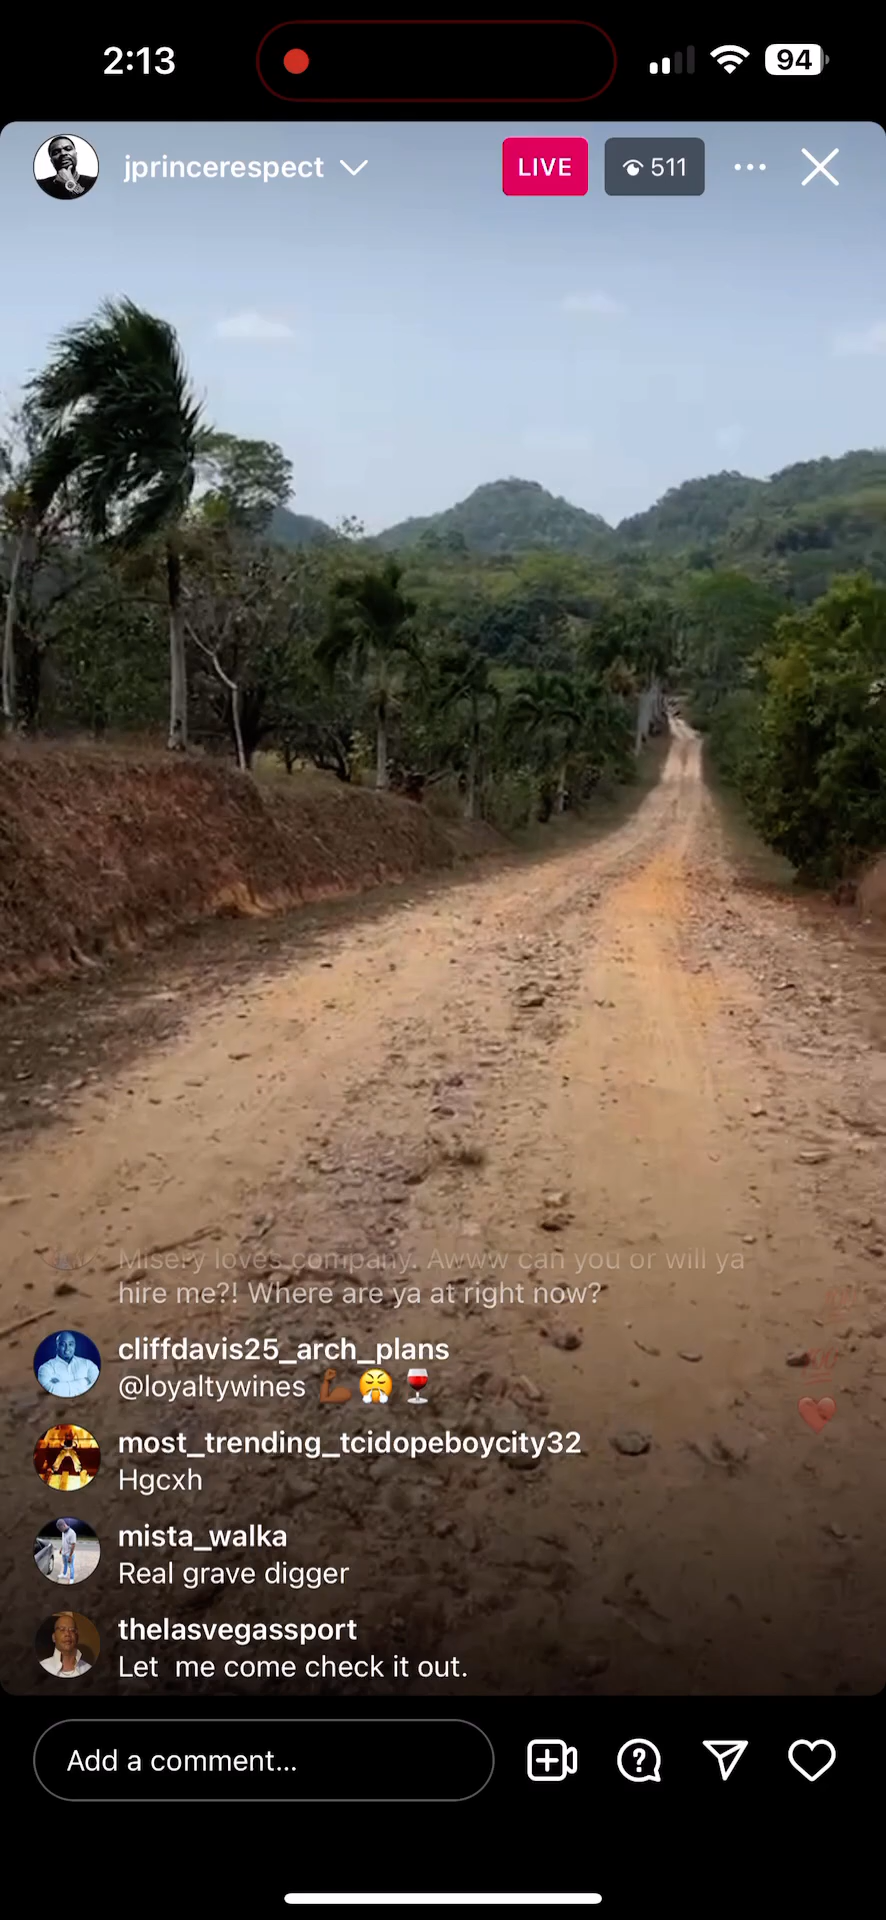 2:13
94
jprincerespect
LIVE
511
Misery loves company. Awww can you or will ya
hire me?! Where are ya at right now?
cliffdavis25_arch_plans
@loyaltywines 💪🏾😤🍷
most_trending_tcidopeboycity32
Hgcxh
mista_walka
Real grave digger
thelasvegassport
Let  me come check it out.
Add a comment...